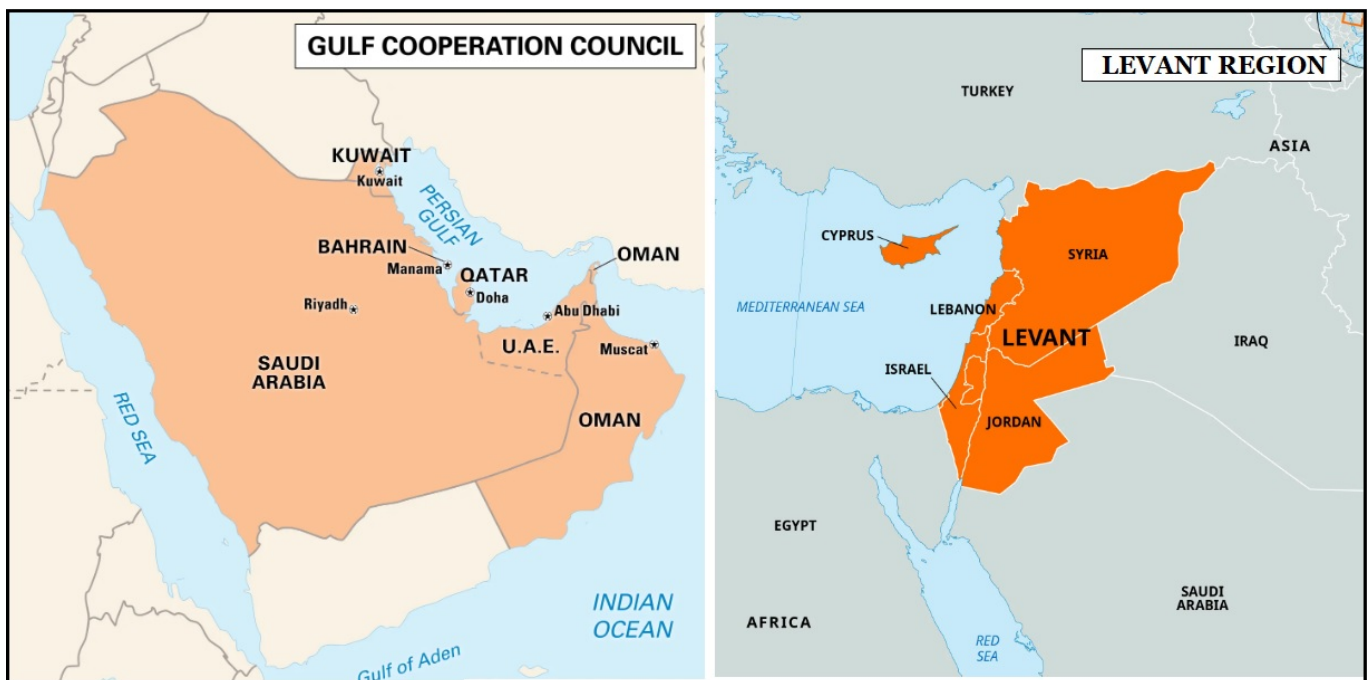 GULF COOPERATION COUNCIL
KUWAIT
Kuwait
PERSIAN
GULF
BAHRAIN
Manama
QATAR
Doha
OMAN
Riyadh
Abu Dhabi
U.A.E.
Muscat
SAUDI
ARABIA
OMAN
RED SEA
INDIAN
OCEAN
Gulf of Aden
LEVANT REGION
TURKEY
ASIA
CYPRUS
SYRIA
MEDITERRANEAN SEA
LEBANON
LEVANT
IRAQ
ISRAEL
JORDAN
EGYPT
SAUDI
ARABIA
AFRICA
RED
SEA